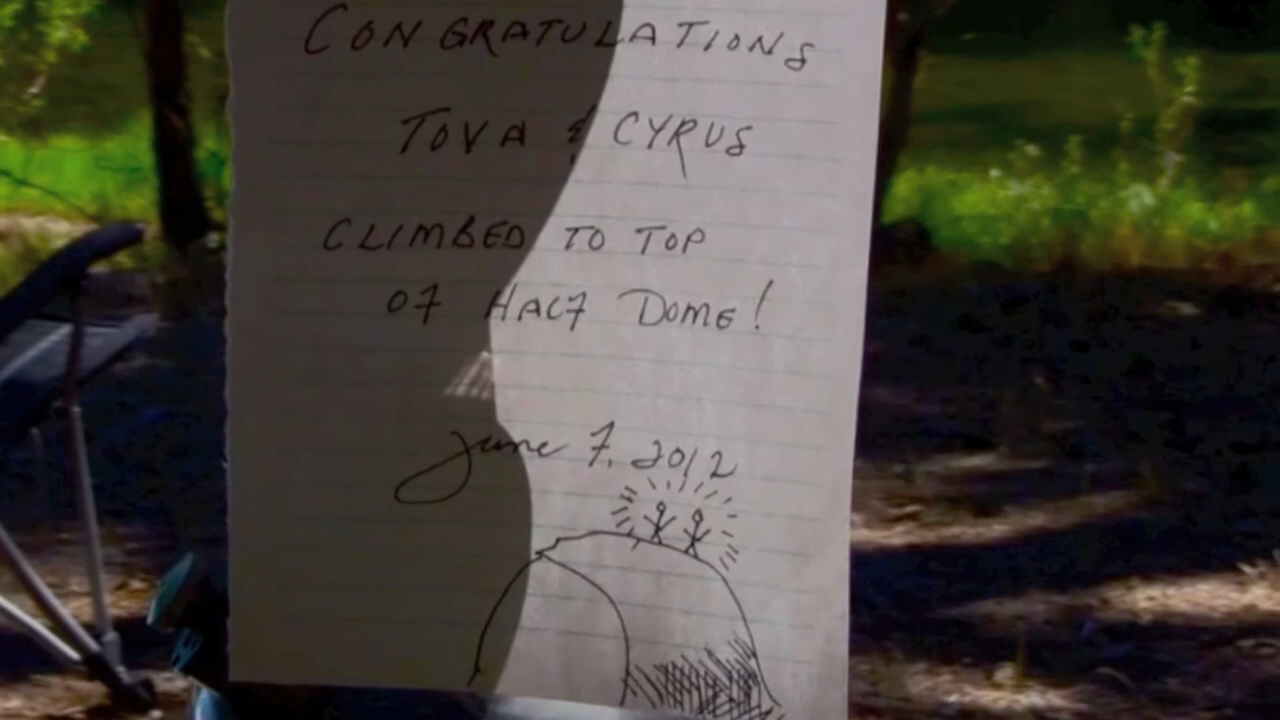 CONGRATULATIONS
TOVA & CYRUS
CLIMBED TO TOP
OF HALF DOME!
June 7, 2012